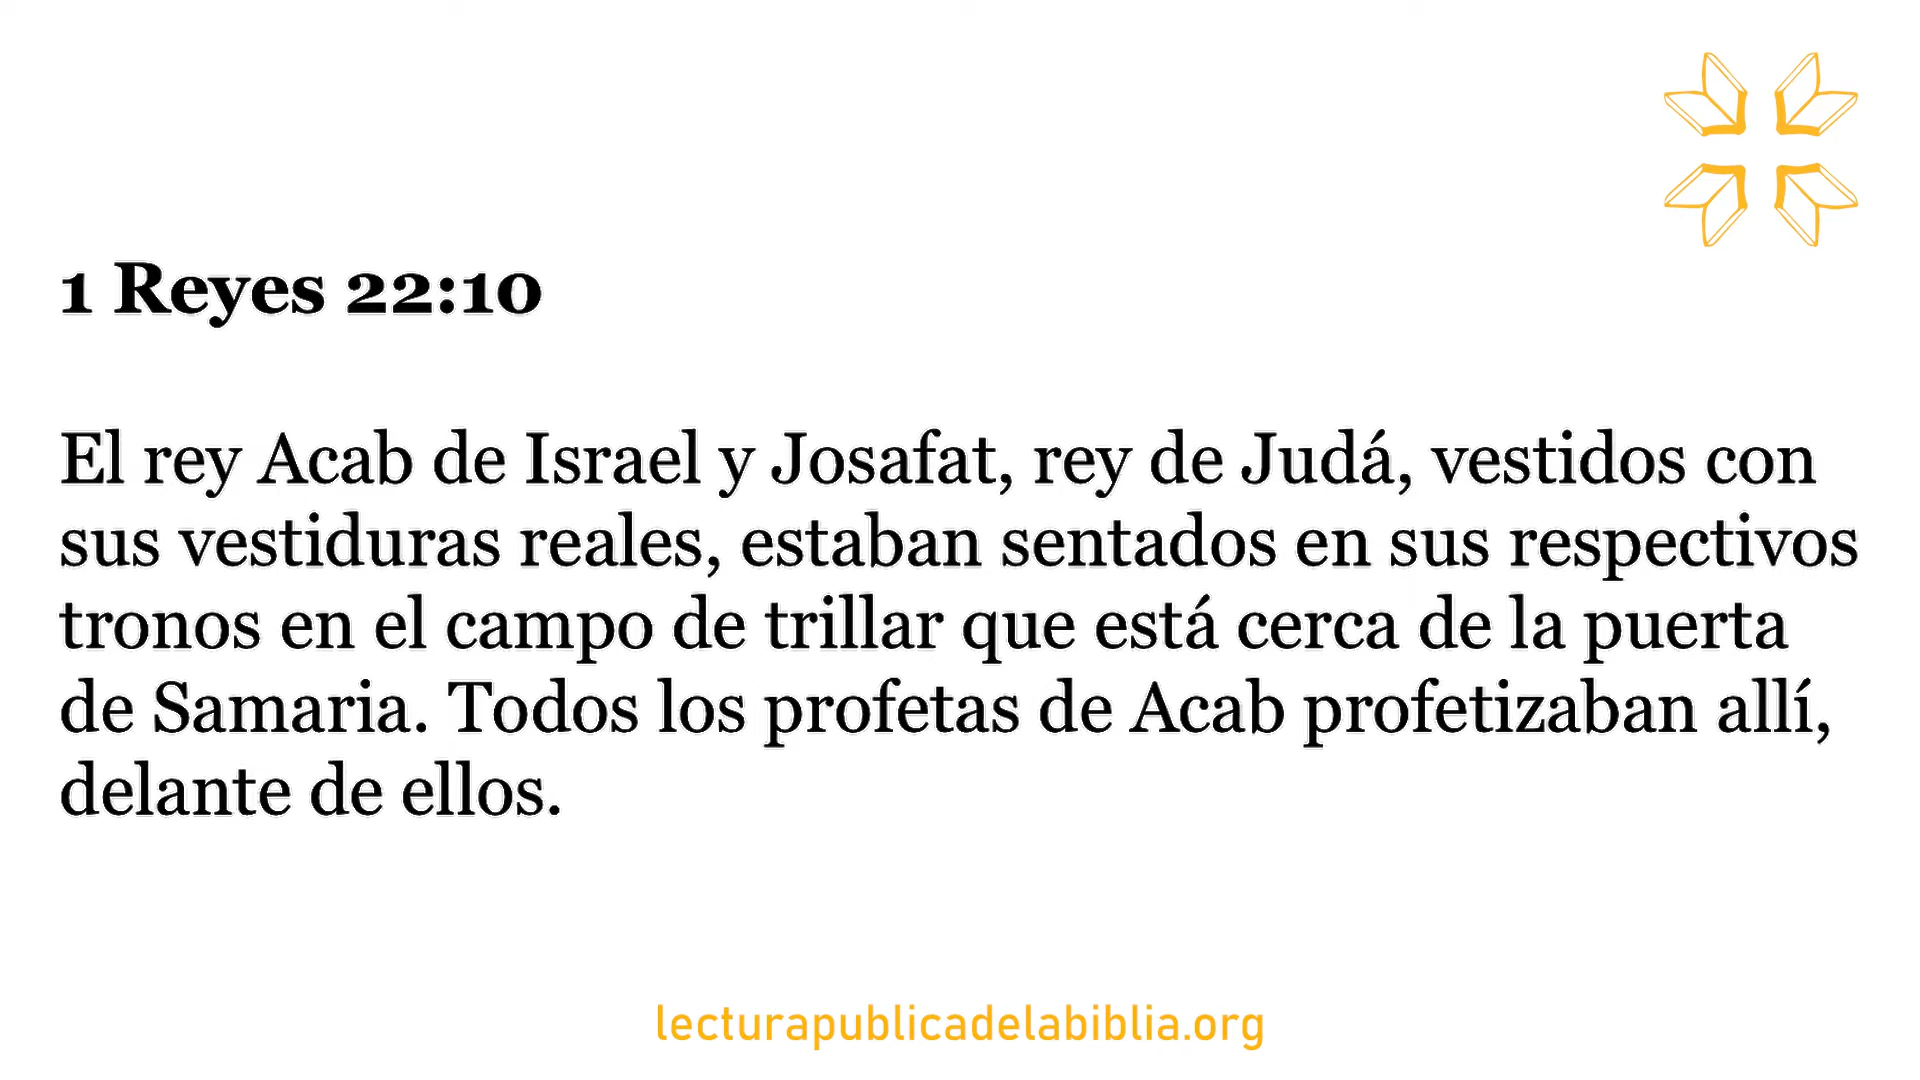 1 Reyes 22:10
El rey Acab de Israel y Josafat, rey de Judá, vestidos con
sus vestiduras reales, estaban sentados en sus respectivos
tronos en el campo de trillar que está cerca de la puerta
de Samaria. Todos los profetas de Acab profetizaban allí,
delante de ellos.
lecturapublicadelabiblia.org